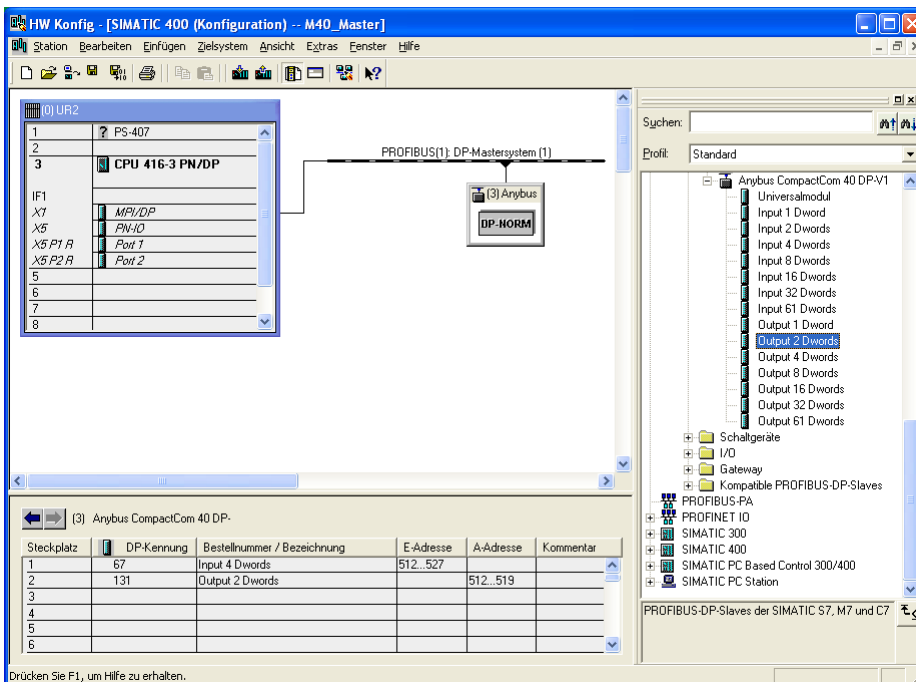 HW Konfig - [SIMATIC 400 (Konfiguration) -- M40_Master]
Station Bearbeiten Einfügen Zielsystem Ansicht Extras Fenster Hilfe
(0) UR2
1 PS-407
2
3 CPU 416-3 PN/DP
IF1
X1 MPI/DP
X5 PN-IO
X5 P1 R Port 1
X5 P2 R Port 2
5
6
7
8
PROFIBUS(1): DP-Mastersystem (1)
(3) Anybus
DP-NORM
Suchen:
Profil: Standard
Anybus CompactCom 40 DP-V1
Universalmodul
Input 1 Dword
Input 2 Dwords
Input 4 Dwords
Input 8 Dwords
Input 16 Dwords
Input 32 Dwords
Input 61 Dwords
Output 1 Dword
Output 2 Dwords
Output 4 Dwords
Output 8 Dwords
Output 16 Dwords
Output 32 Dwords
Output 61 Dwords
Schaltgeräte
I/O
Gateway
Kompatible PROFIBUS-DP-Slaves
PROFIBUS-PA
PROFINET IO
SIMATIC 300
SIMATIC 400
SIMATIC PC Based Control 300/400
SIMATIC PC Station
PROFIBUS-DP-Slaves der SIMATIC S7, M7 und C7
(3) Anybus CompactCom 40 DP-
Steckplatz DP-Kennung Bestellnummer / Bezeichnung E-Adresse A-Adresse Kommentar
1 67 Input 4 Dwords 512...527
2 131 Output 2 Dwords 512...519
3
4
5
6
Drücken Sie F1, um Hilfe zu erhalten.